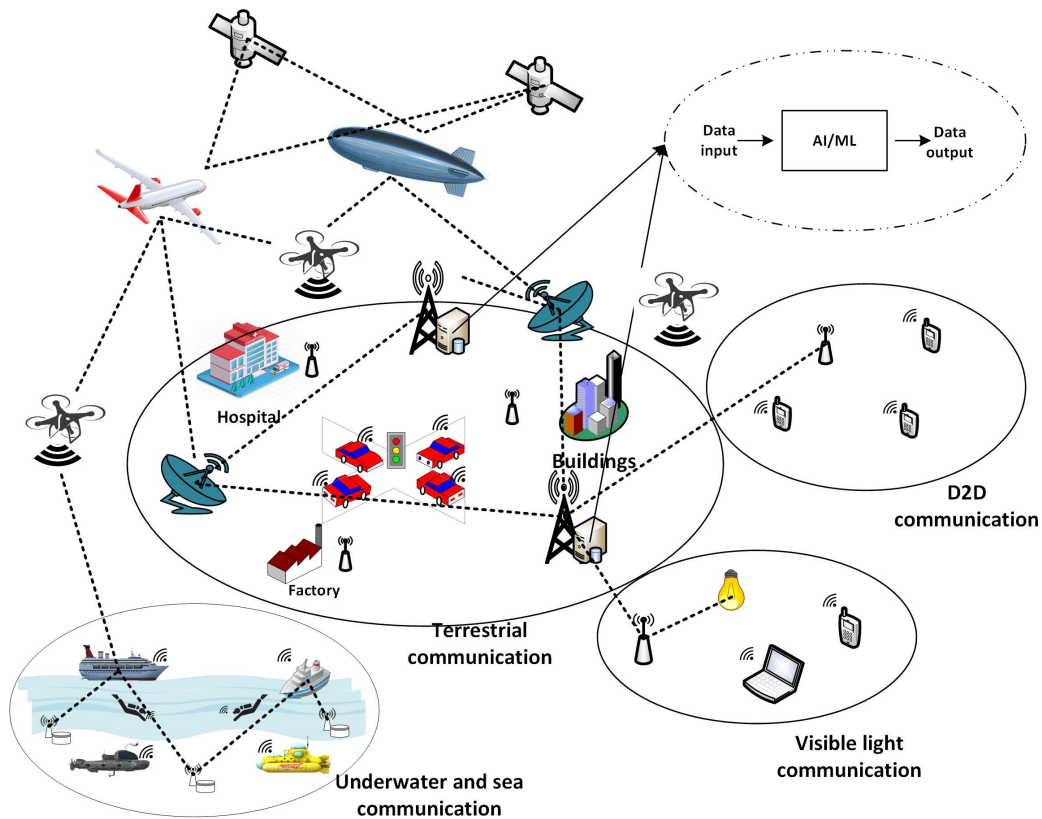 Data
input
AI/ML
Data
output
Hospital
Buildings
D2D
communication
Factory
Terrestrial
communication
Visible light
communication
Underwater and sea
communication